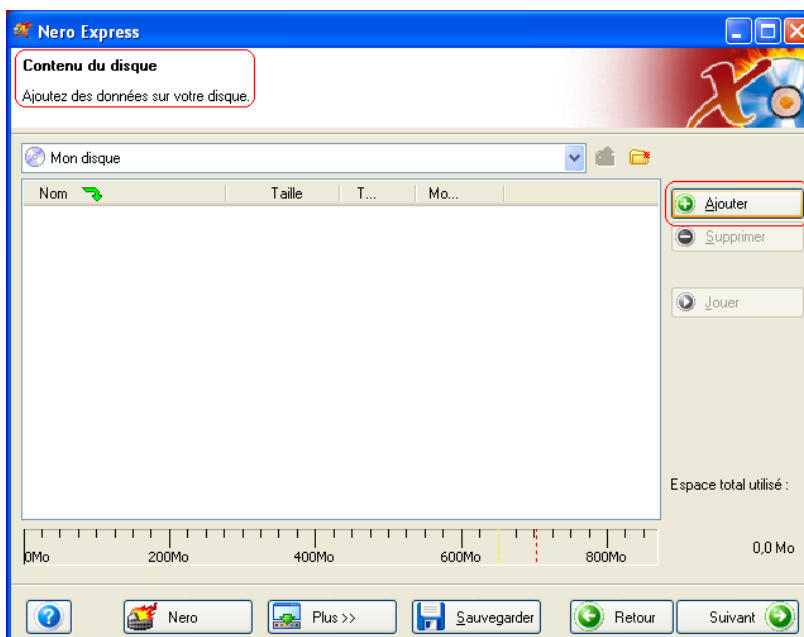 Nero Express
Contenu du disque
Ajoutez des données sur votre disque.
Mon disque
Nom Taille T... Mo...
Ajouter
Supprimer
Jouer
Espace total utilisé :
0Mo 200Mo 400Mo 600Mo 800Mo
0,0 Mo
Nero Plus >> Sauvegarder Retour Suivant